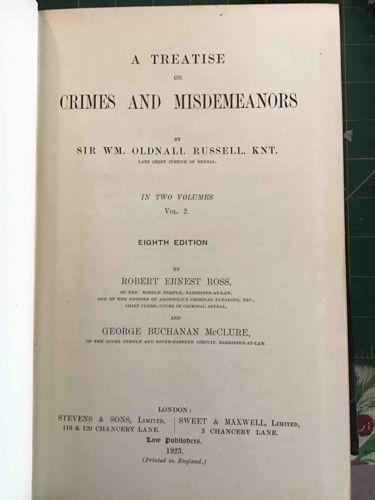 A TREATISE
ON
CRIMES AND MISDEMEANORS
BY
SIR WM. OLDNALL RUSSELL, KNT.
LATE CHIEF JUSTICE OF BENGAL.
IN TWO VOLUMES
VOL. 2.
EIGHTH EDITION
BY
ROBERT ERNEST ROSS,
OF THE MIDDLE TEMPLE, BARRISTER-AT-LAW,
ONE OF THE EDITORS OF ARCHBOLD'S CRIMINAL PLEADING, ETC.,
CHIEF CLERK, COURT OF CRIMINAL APPEAL,
AND
GEORGE BUCHANAN McCLURE,
OF THE INNER TEMPLE AND SOUTH-EASTERN CIRCUIT, BARRISTER-AT-LAW.
LONDON:
STEVENS & SONS, LIMITED,
119 & 120 CHANCERY LANE.
SWEET & MAXWELL, LIMITED,
3 CHANCERY LANE.
Law Publishers.
1923.
(Printed in England.)